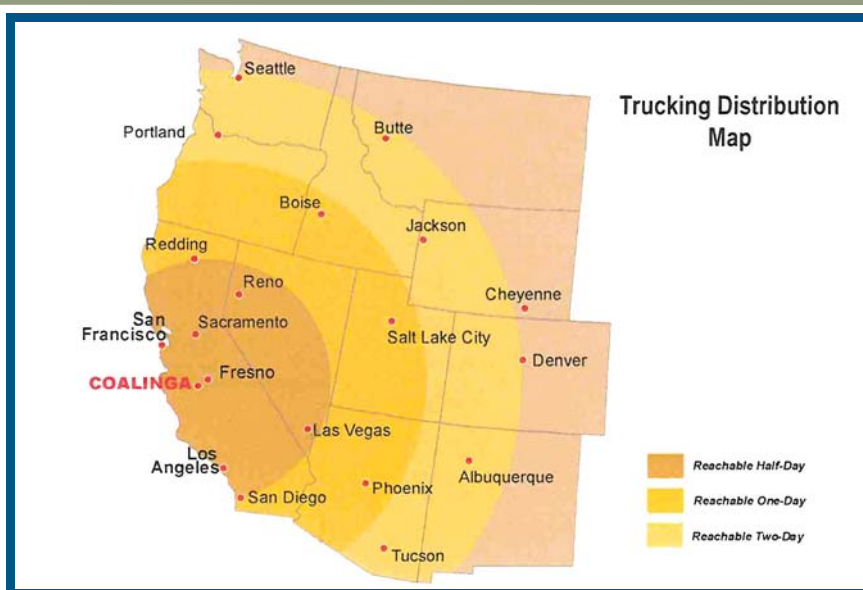 Trucking Distribution
Map
Seattle
Portland
Butte
Boise
Jackson
Redding
Reno
Cheyenne
San
Francisco
Sacramento
Salt Lake City
Denver
COALINGA
Fresno
Las Vegas
Los
Angeles
Albuquerque
Phoenix
San Diego
Tucson
Reachable Half-Day
Reachable One-Day
Reachable Two-Day